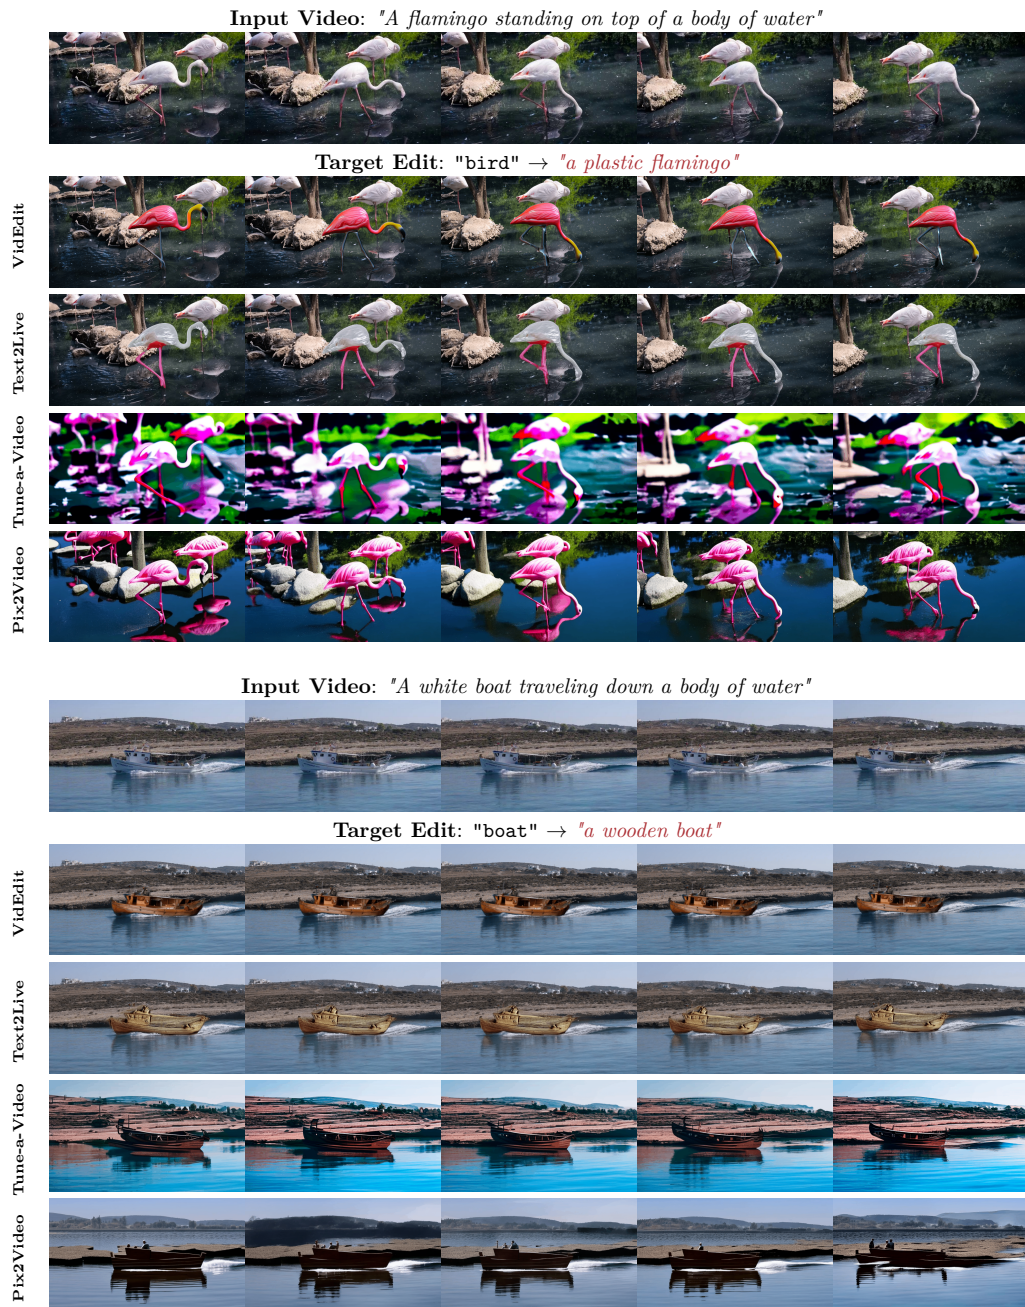 Input Video: "A flamingo standing on top of a body of water"
Target Edit: "bird" → "a plastic flamingo"
VidEdit
Text2Live
Tune-a-Video
Pix2Video
Input Video: "A white boat traveling down a body of water"
Target Edit: "boat" → "a wooden boat"
VidEdit
Text2Live
Tune-a-Video
Pix2Video